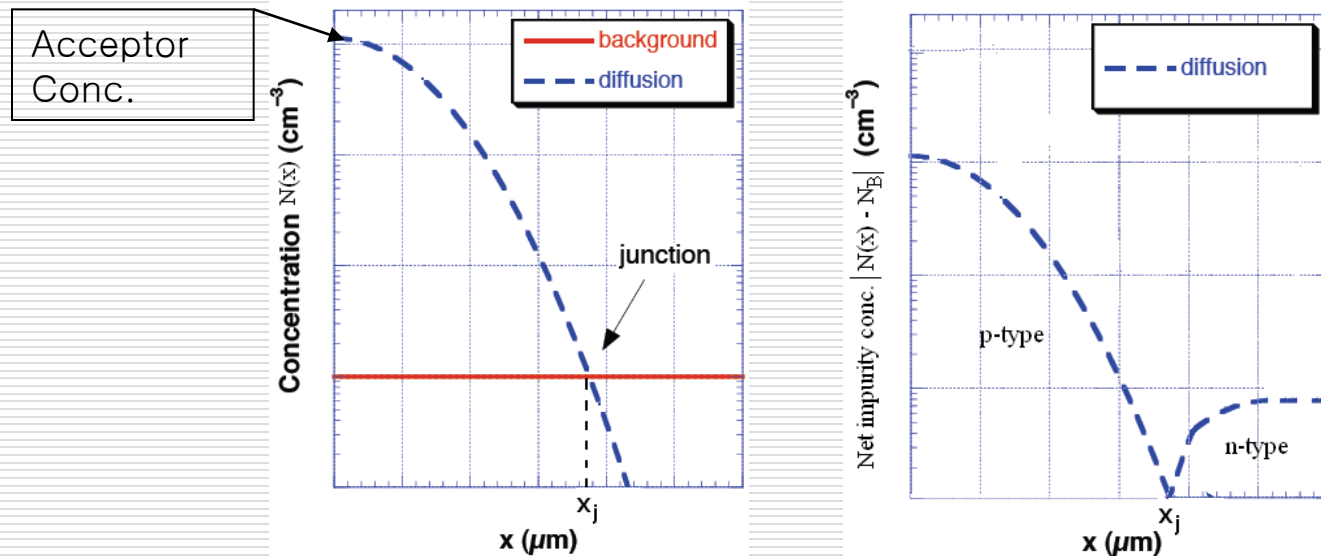 Acceptor
Conc.
Concentration N(x) (cm⁻³)
background
diffusion
junction
xj
x (μm)
Net impurity conc. |N(x) - NB| (cm⁻³)
diffusion
p-type
n-type
xj
x (μm)